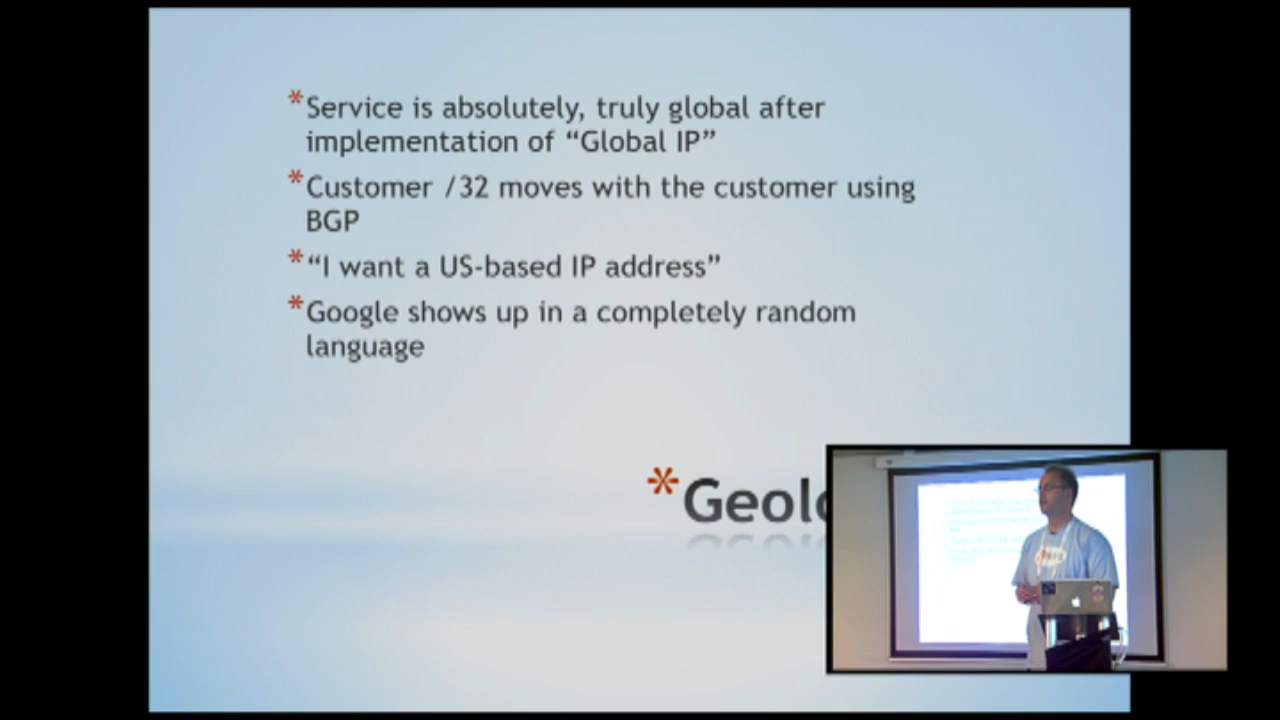 *Service is absolutely, truly global after
implementation of “Global IP”
*Customer /32 moves with the customer using
BGP
*“I want a US-based IP address”
*Google shows up in a completely random
language